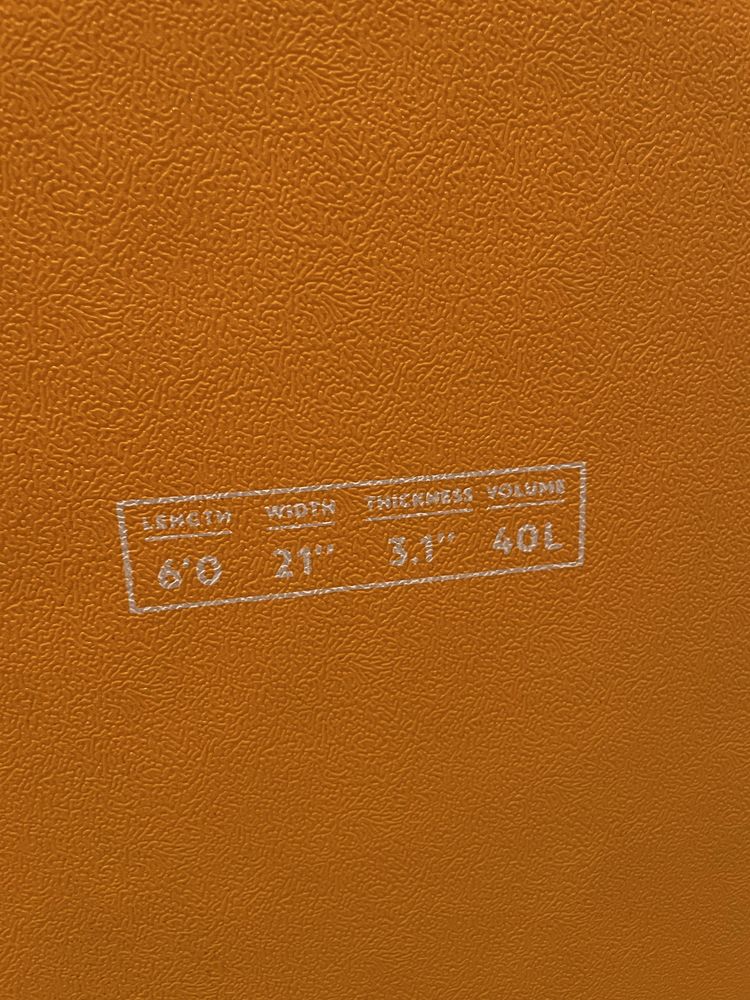 LENGTH WIDTH THICKNESS VOLUME
6'0 21" 3.1" 40L